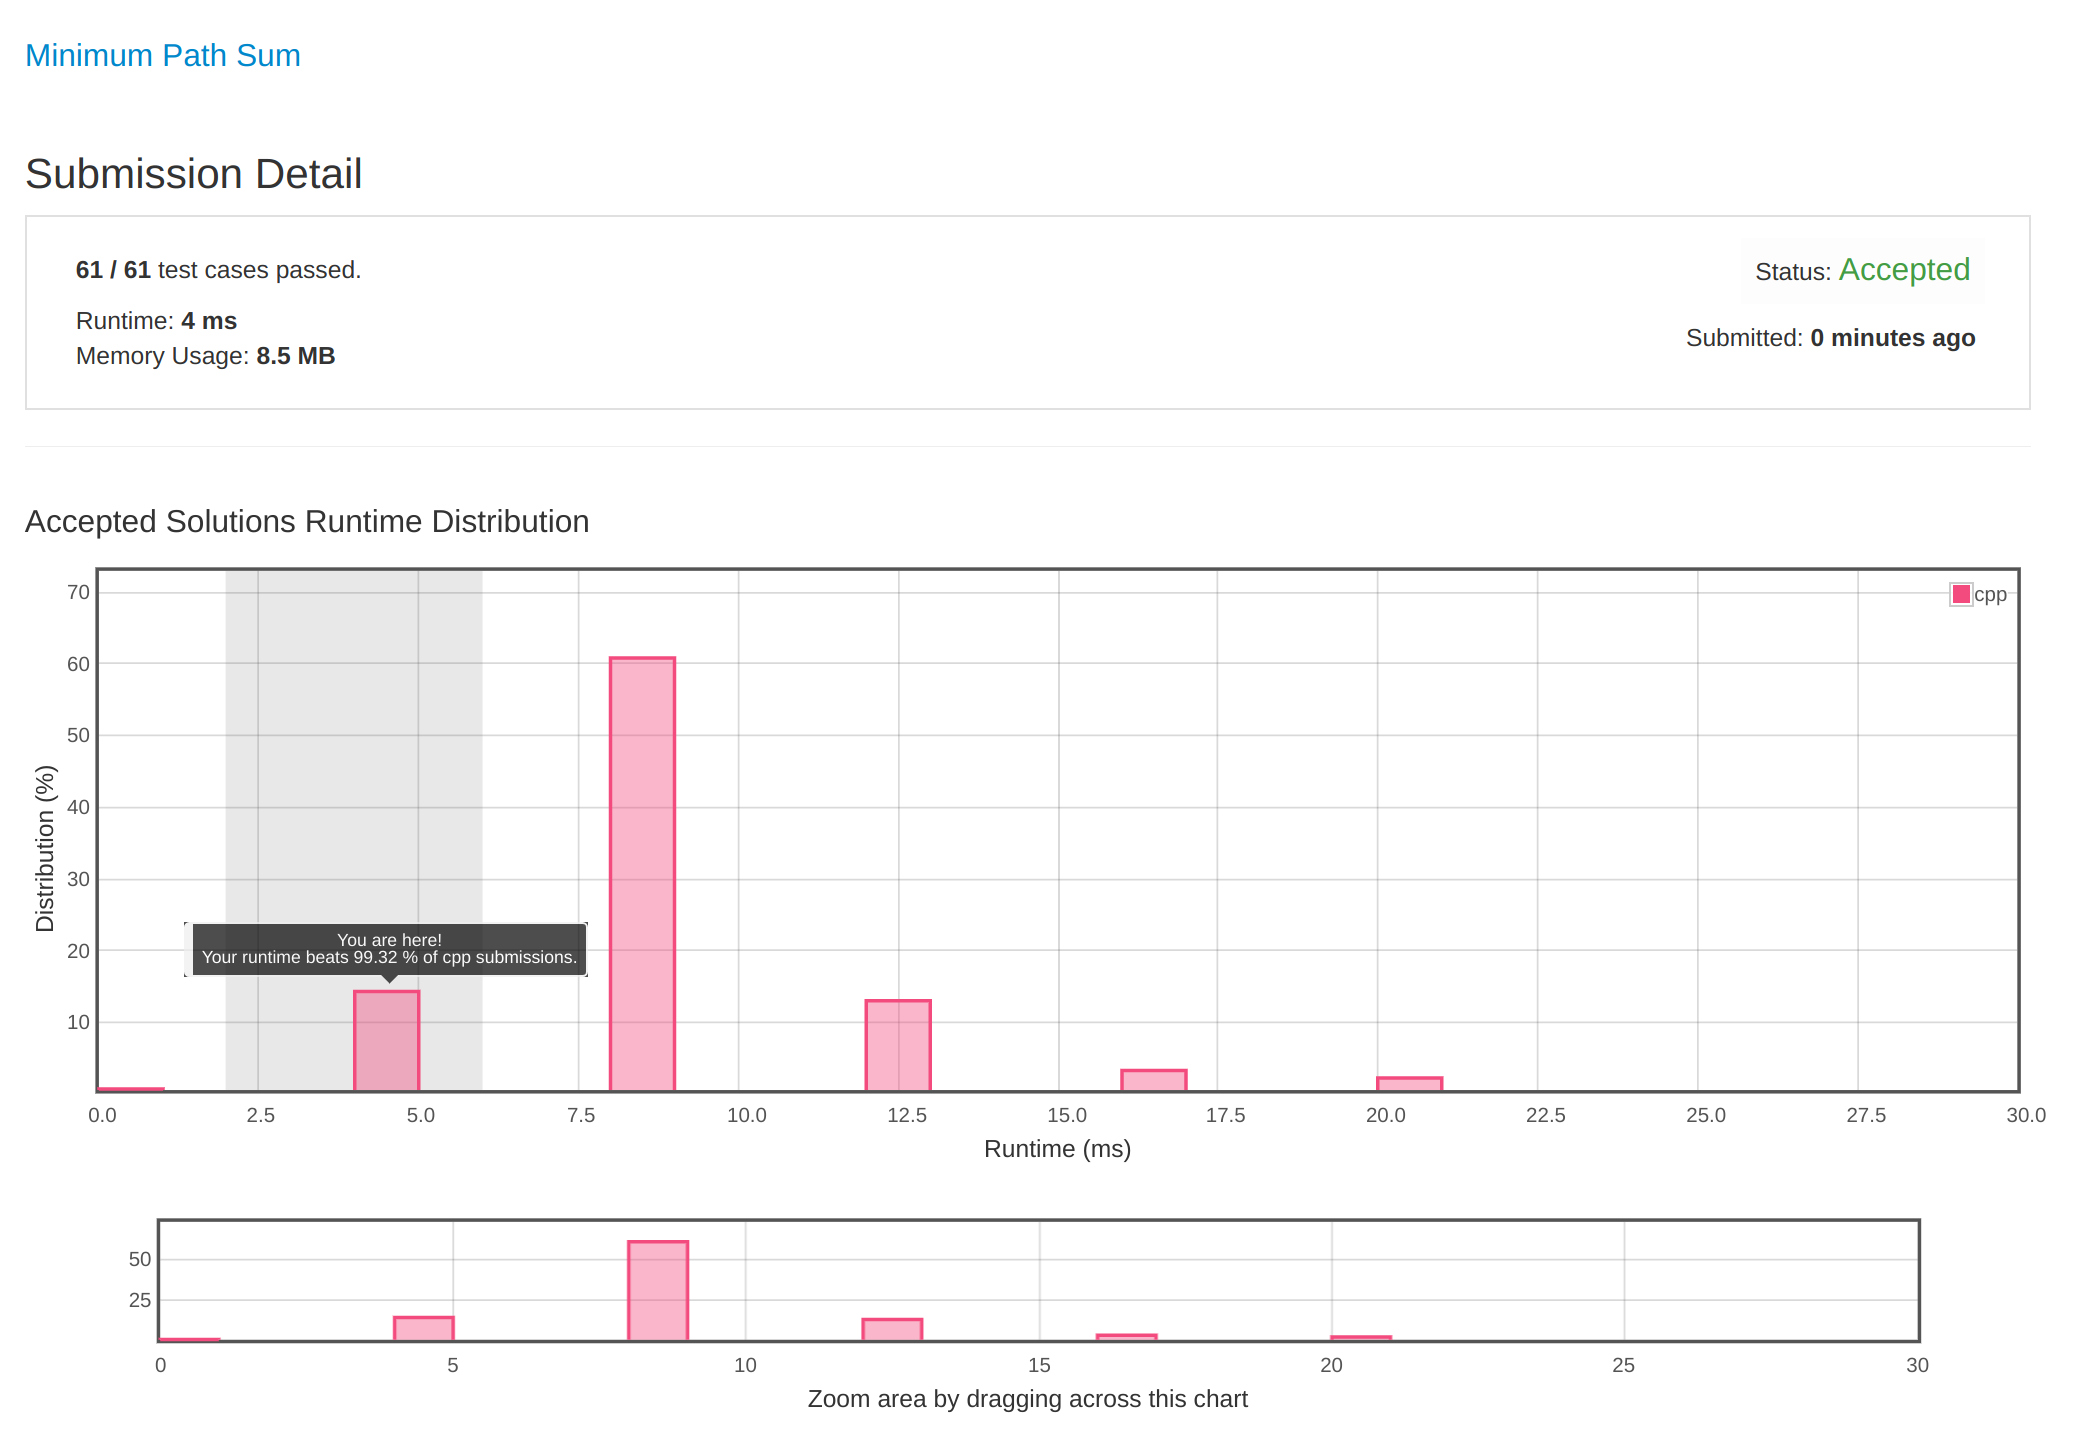 Minimum Path Sum
Submission Detail
61 / 61 test cases passed.
Status: Accepted
Runtime: 4 ms
Submitted: 0 minutes ago
Memory Usage: 8.5 MB
Accepted Solutions Runtime Distribution
70
60
50
40
30
20
10
Distribution (%)
cpp
You are here!
Your runtime beats 99.32 % of cpp submissions.
0.0 2.5 5.0 7.5 10.0 12.5 15.0 17.5 20.0 22.5 25.0 27.5 30.0
Runtime (ms)
50
25
0 5 10 15 20 25 30
Zoom area by dragging across this chart